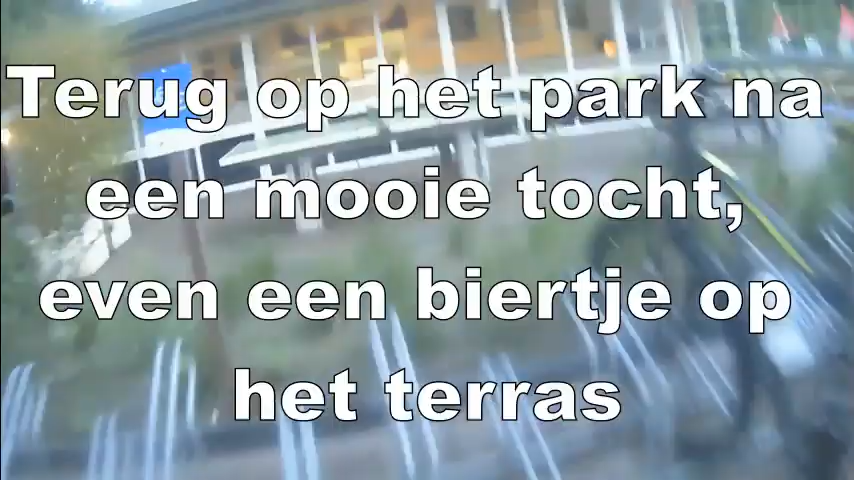 Terug op het park na
een mooie tocht,
even een biertje op
het terras